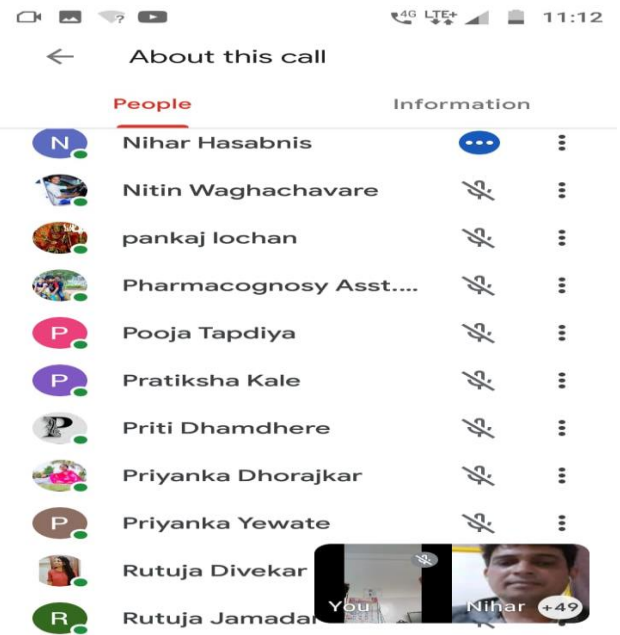 4G LTE+ 11:12
About this call
People Information
N Nihar Hasabnis
Nitin Waghachavare
pankaj lochan
Pharmacognosy Asst....
P Pooja Tapdiya
P Pratiksha Kale
P Priti Dhamdhere
Priyanka Dhorajkar
P Priyanka Yewate
Rutuja Divekar
R Rutuja Jamadar
You Nihar +49